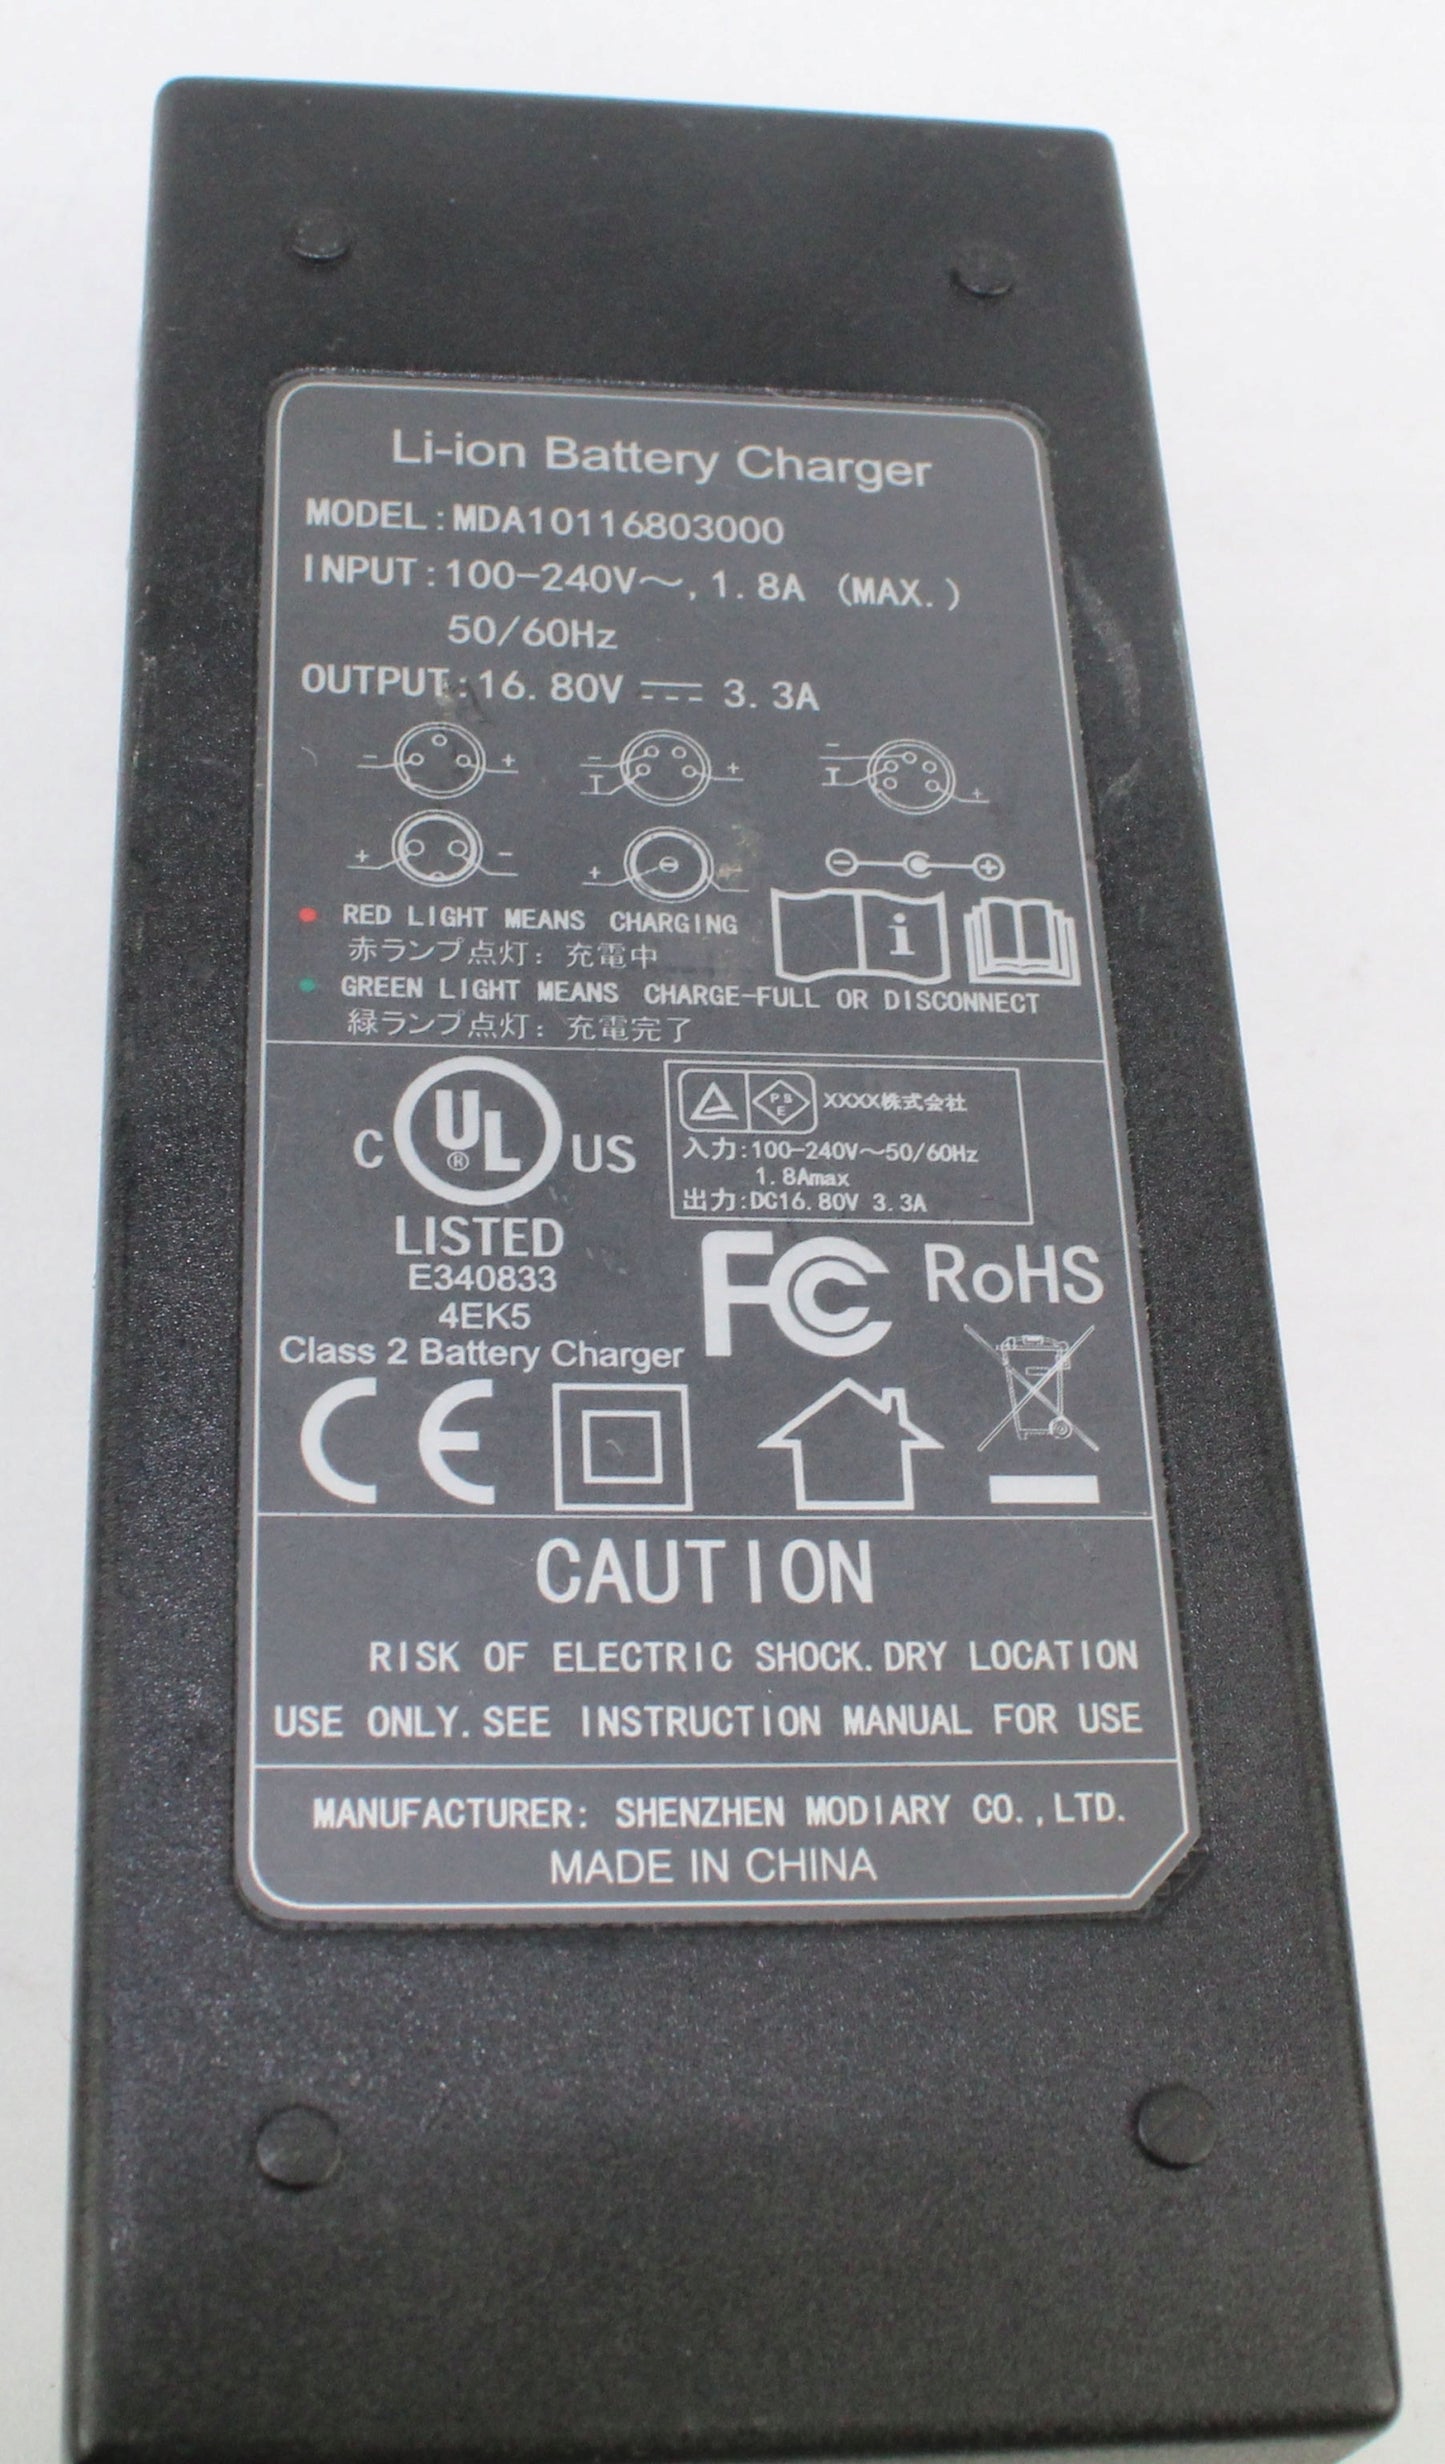 Li-ion Battery Charger
MODEL:MDA10116803000
INPUT:100-240V～, 1.8A (MAX.)
50/60Hz
OUTPUT:16.80V ⎓ 3.3A
- +
- I +
- I +
+ -
+ -
- +
RED LIGHT MEANS CHARGING
赤ランプ点灯：充電中
i
GREEN LIGHT MEANS CHARGE-FULL OR DISCONNECT
緑ランプ点灯：充電完了
C UL® US
LISTED
E340833
4EK5
Class 2 Battery Charger
PSE XXXX株式会社
入力:100-240V～50/60Hz
1.8Amax
出力:DC16.80V 3.3A
FC RoHS
CE
CAUTION
RISK OF ELECTRIC SHOCK.DRY LOCATION
USE ONLY.SEE INSTRUCTION MANUAL FOR USE
MANUFACTURER: SHENZHEN MODIARY CO.,LTD.
MADE IN CHINA